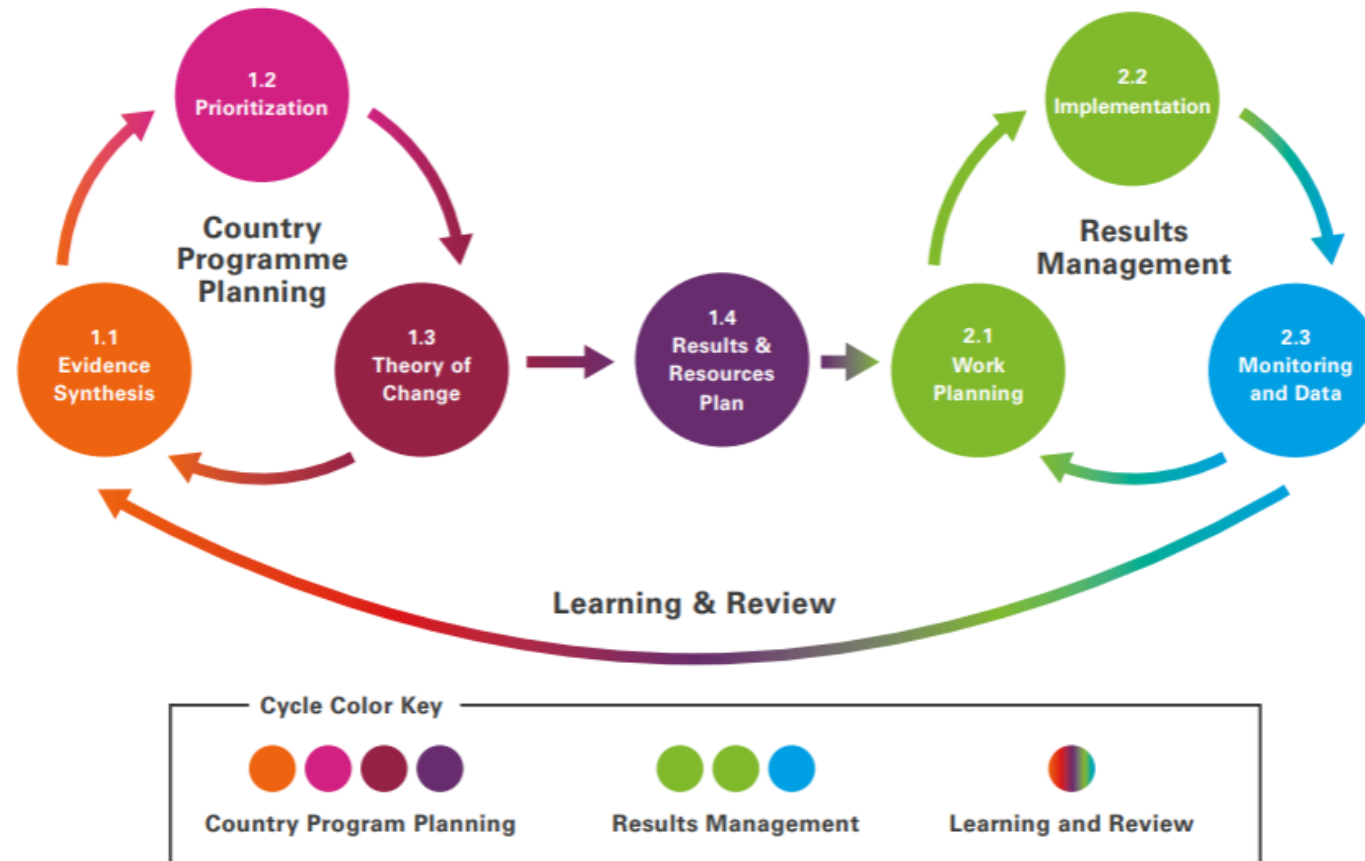 1.2
Prioritization
2.2
Implementation
Country
Programme
Planning
Results
Management
1.1
Evidence
Synthesis
1.3
Theory of
Change
1.4
Results &
Resources
Plan
2.1
Work
Planning
2.3
Monitoring
and Data
Learning & Review
Cycle Color Key
Country Program Planning
Results Management
Learning and Review